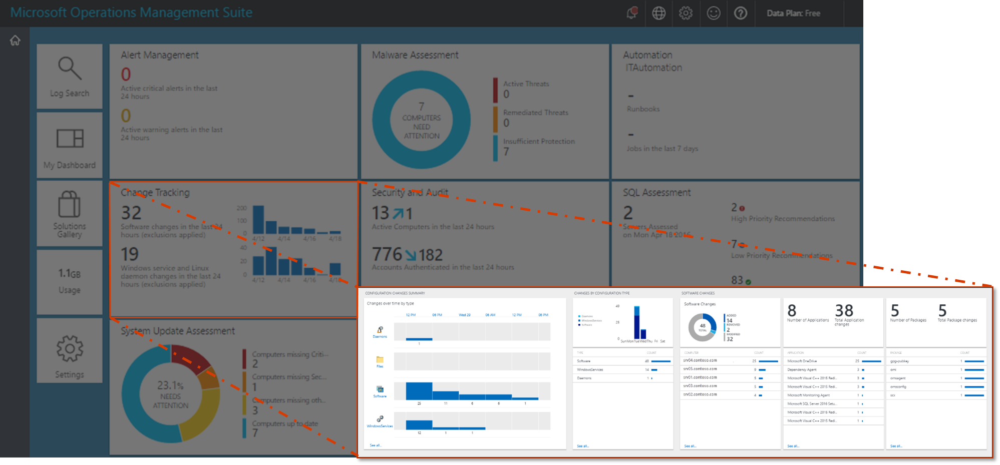 Microsoft Operations Management Suite
Data Plan: Free
Log Search
My Dashboard
Solutions
Gallery
1.1GB
Usage
Settings
Alert Management
0
Active critical alerts in the last
24 hours
0
Active warning alerts in the last
24 hours
Malware Assessment
7
COMPUTERS
NEED
ATTENTION
Active Threats
0
Remediated Threats
0
Insufficient Protection
7
Automation
ITAutomation
-
Runbooks
-
Jobs in the last 7 days
Change Tracking
32
Software changes in the last 24
hours (exclusions applied)
19
Windows service and Linux
daemon changes in the last 24
hours (exclusions applied)
200
100
0
4/12 4/14 4/16 4/18
40
20
0
4/12 4/14 4/16 4/18
Security and Audit
13 1
Active Computers in the last 24 hours
776 182
Accounts Authenticated in the last 24 hours
SQL Assessment
2
Servers Assessed
on Mon Apr 18 2016
2
High Priority Recommendations
7
Low Priority Recommendations
83
System Update Assessment
23.1%
NEEDS
ATTENTION
Computers missing Criti...
2
Computers missing Sec...
1
Computers missing oth...
3
Computers up to date
7
CONFIGURATION CHANGES SUMMARY
Changes over time by type
12 PM 06 PM Wed 29 06 AM 12 PM 06 PM
Daemons
1
Files
Software
25 11 6 6 1
WindowsServices
12 1 1
See all...
CHANGES BY CONFIGURATION TYPE
Daemons
WindowsServices
Software
49
25
0
Sun Mon Tue Wed Thu Fri Sat
TYPE COUNT
Software 48
WindowsServices 14
Daemons 1
See all...
SOFTWARE CHANGES
Software Changes
48
TOTAL
ADDED
14
REMOVED
2
MODIFIED
32
COMPUTER COUNT
srv04.contoso.com 25
srv05.contoso.com 9
srv01.contoso.com 5
srv03.contoso.com 5
srv02.contoso.com 4
See all...
8
Number of Applications
38
Total Application
changes
APPLICATION COUNT
Microsoft OneDrive 25
Dependency Agent 3
Microsoft Visual C++ 2015 Redi.. 3
Microsoft Visual C++ 2015 Redi.. 3
Microsoft Monitoring Agent 1
Microsoft SQL Server 2016 Setu... 1
Microsoft Visual C++ 2015 Redi.. 1
Microsoft Visual C++ 2015 Redi.. 1
See all...
5
Number of Packages
5
Total Package changes
PACKAGE COUNT
gpg-pubkey 1
omi 1
omsagent 1
omsconfig 1
scx 1
See all...